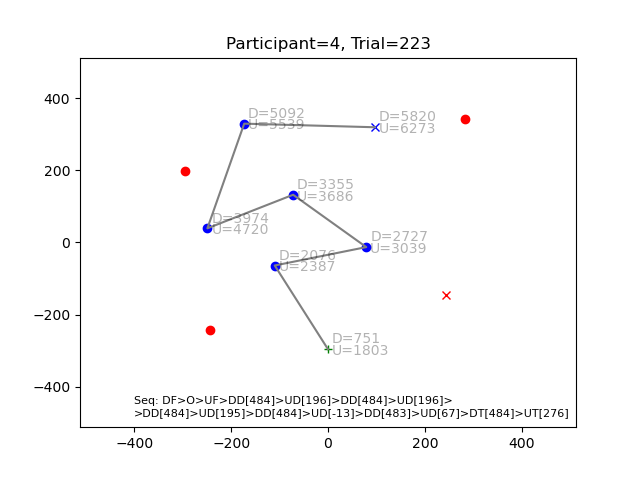 Participant=4, Trial=223
400
200
0
−200
−400
D=5092
U=5539
D=5820
U=6273
D=3355
U=3686
D=3974
U=4720
D=2727
U=3039
D=2076
U=2387
D=751
U=1803
Seq: DF>O>UF>DD[484]>UD[196]>DD[484]>UD[196]>
>DD[484]>UD[195]>DD[484]>UD[-13]>DD[483]>UD[67]>DT[484]>UT[276]
−400 −200 0 200 400